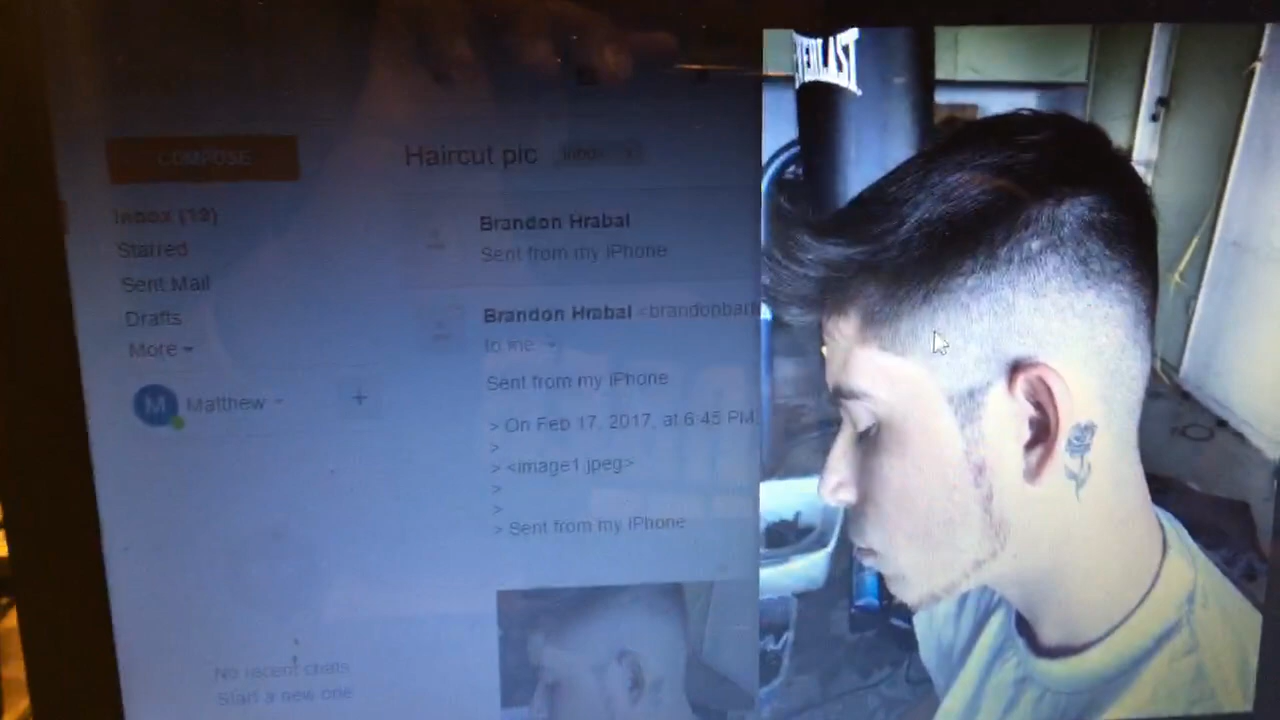 COMPOSE
Inbox (19)
Starred
Sent Mail
Drafts
More
M Matthew +
No recent chats
Start a new one
Haircut pic Inbox
Brandon Hrabal
Sent from my iPhone
Brandon Hrabal <brandonbart
to me
Sent from my iPhone
> On Feb 17, 2017, at 6:45 PM,
>
> <image1.jpeg>
>
>
> Sent from my iPhone
EVERLAST